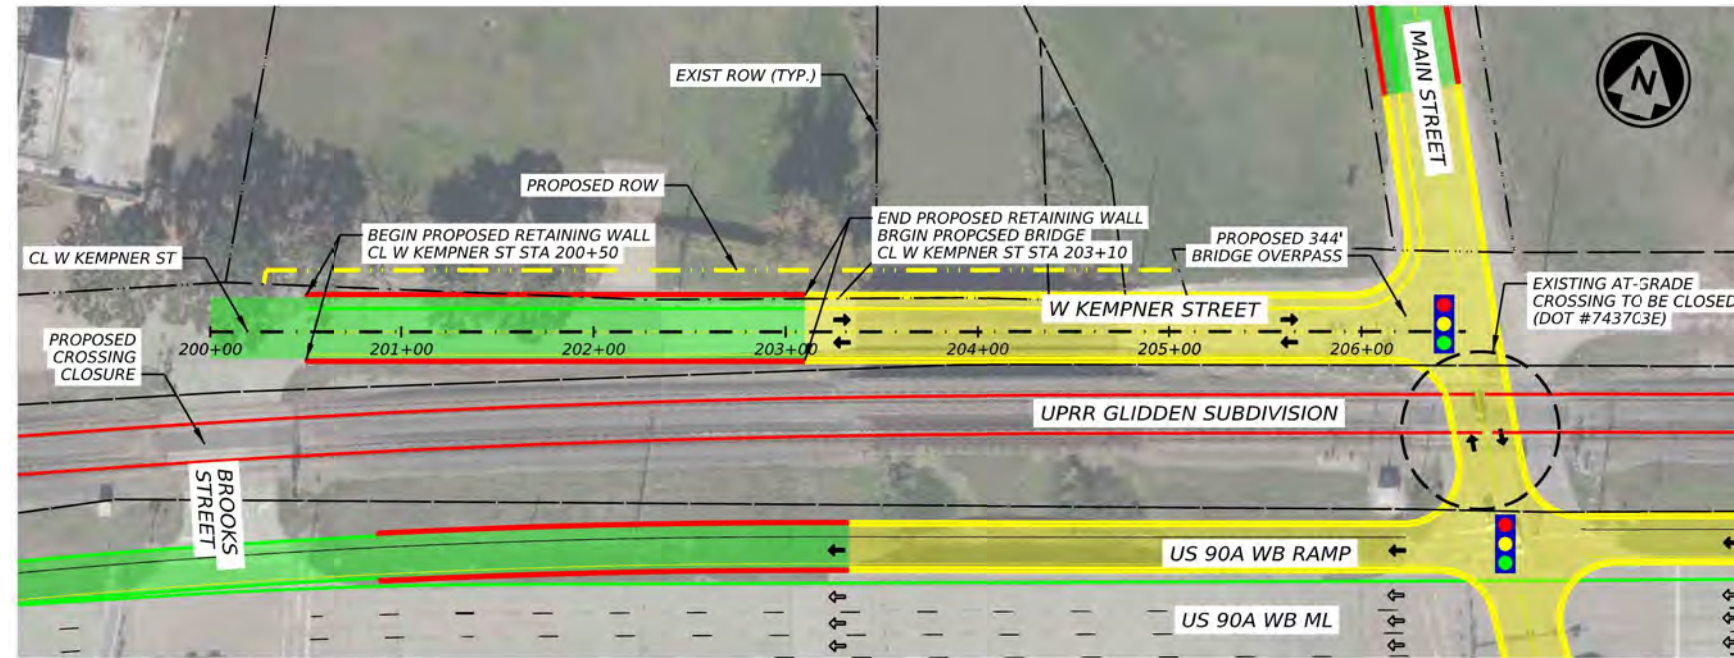 MAIN STREET
N
EXIST ROW (TYP.)
PROPOSED ROW
BEGIN PROPOSED RETAINING WALL
CL W KEMPNER ST STA 200+50
END PROPOSED RETAINING WALL
BRGIN PROPOSED BRIDGE
CL W KEMPNER ST STA 203+10
PROPOSED 344'
BRIDGE OVERPASS
CL W KEMPNER ST
EXISTING AT-GRADE
CROSSING TO BE CLOSED
(DOT #743703E)
W KEMPNER STREET
PROPOSED
CROSSING
CLOSURE
200+00
201+00
202+00
203+00
204+00
205+00
206+00
UPRR GLIDDEN SUBDIVISION
BROOKS
STREET
US 90A WB RAMP
US 90A WB ML